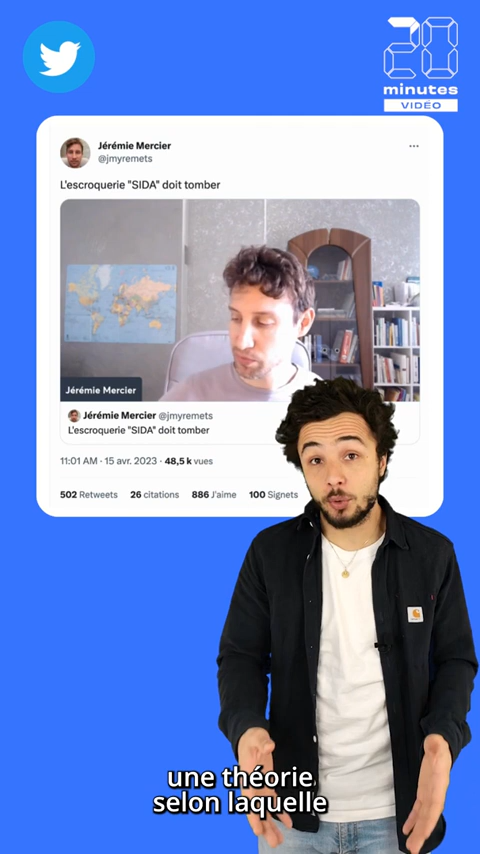 20
minutes
VIDÉO
Jérémie Mercier
@jmyremets
L'escroquerie "SIDA" doit tomber
Jérémie Mercier
Jérémie Mercier @jmyremets
L'escroquerie "SIDA" doit tomber
11:01 AM · 15 avr. 2023 · 48,5 k vues
502 Retweets 26 citations 886 J'aime 100 Signets
une théorie
selon laquelle